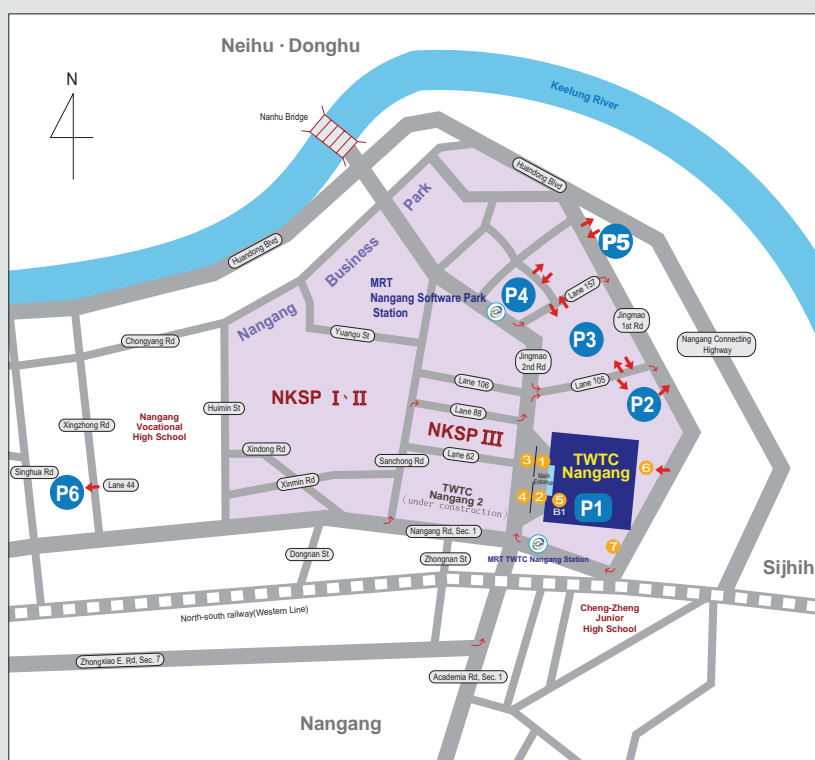 Neihu · Donghu
N
Keelung River
Nanhu Bridge
Huandong Blvd
Park
P5
Business
Huandong Blvd
MRT
Nangang Software Park
Station
P4
Lane 157
Nangang
Jingmao
1st Rd
Yuanqu St
Chongyang Rd
P3
Nangang Connecting
Highway
Jingmao
2nd Rd
Lane 106
Lane 105
NKSP I、II
P2
Huimin St
Lane 88
Xingzhong Rd
Nangang
Vocational
High School
NKSP III
Xindong Rd
Lane 62
Sanchong Rd
3
1
Main
Entrance
TWTC
Nangang
6
Singhua Rd
Lane 44
P6
Xinmin Rd
TWTC
Nangang 2
(under construction)
4
2
5
B1
P1
Nangang Rd, Sec. 1
7
Dongnan St
Zhongnan St
MRT TWTC Nangang Station
Sijhih
North-south railway(Western Line)
Cheng-Zheng
Junior
High School
Zhongxiao E. Rd, Sec. 7
Academia Rd, Sec. 1
Nangang